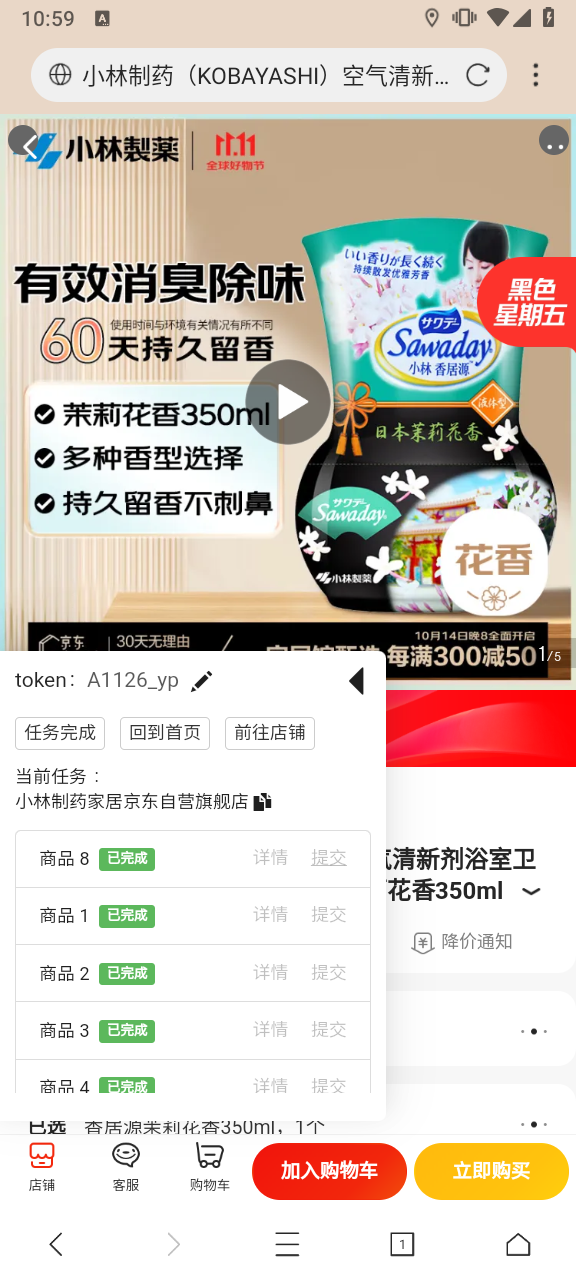 10:59
A
小林制药（KOBAYASHI）空气清新…
小林製薬
11.11
全球好物节
有效消臭除味
60天持久留香
使用时间与环境有关情况有所不同
茉莉花香350ml
多种香型选择
持久留香不刺鼻
いい香りが長く続く
持续散发优雅芳香
サワデー
Sawaday
小林 香居源
液体型
日本茉莉花香
サワデー
Sawaday
小林製薬
花香
黑色
星期五
京东
30天无理由
10月14日晚8全面开启
每满300减50
1/5
token： A1126_yp
任务完成
回到首页
前往店铺
当前任务：
小林制药家居京东自营旗舰店
商品 8 已完成 详情 提交
商品 1 已完成 详情 提交
商品 2 已完成 详情 提交
商品 3 已完成 详情 提交
商品 4 已完成 详情 提交
气清新剂浴室卫
花香350ml
降价通知
已选 香居源茉莉花香350ml，1个
店铺
客服
购物车
加入购物车
立即购买
1